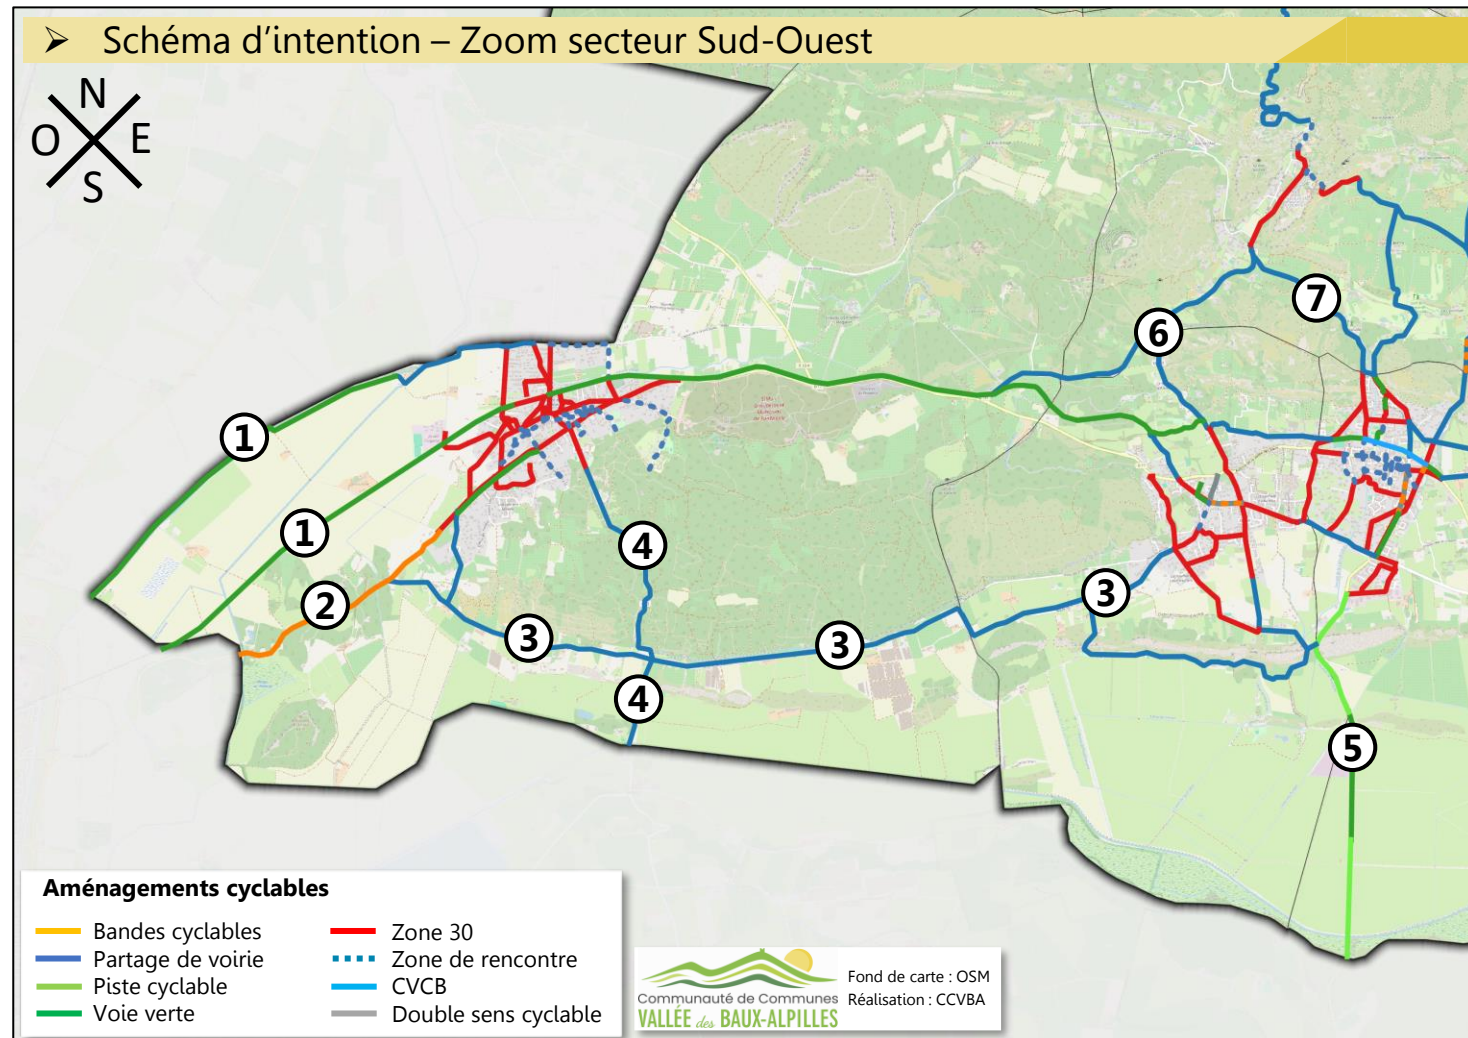 ➢ Schéma d'intention – Zoom secteur Sud-Ouest
N
O E
S
7
6
1
1
4
2
3
3
3
4
5
Aménagements cyclables
Bandes cyclables
Partage de voirie
Piste cyclable
Voie verte
Zone 30
Zone de rencontre
CVCB
Double sens cyclable
Communauté de Communes
VALLÉE des BAUX-ALPILLES
Fond de carte : OSM
Réalisation : CCVBA